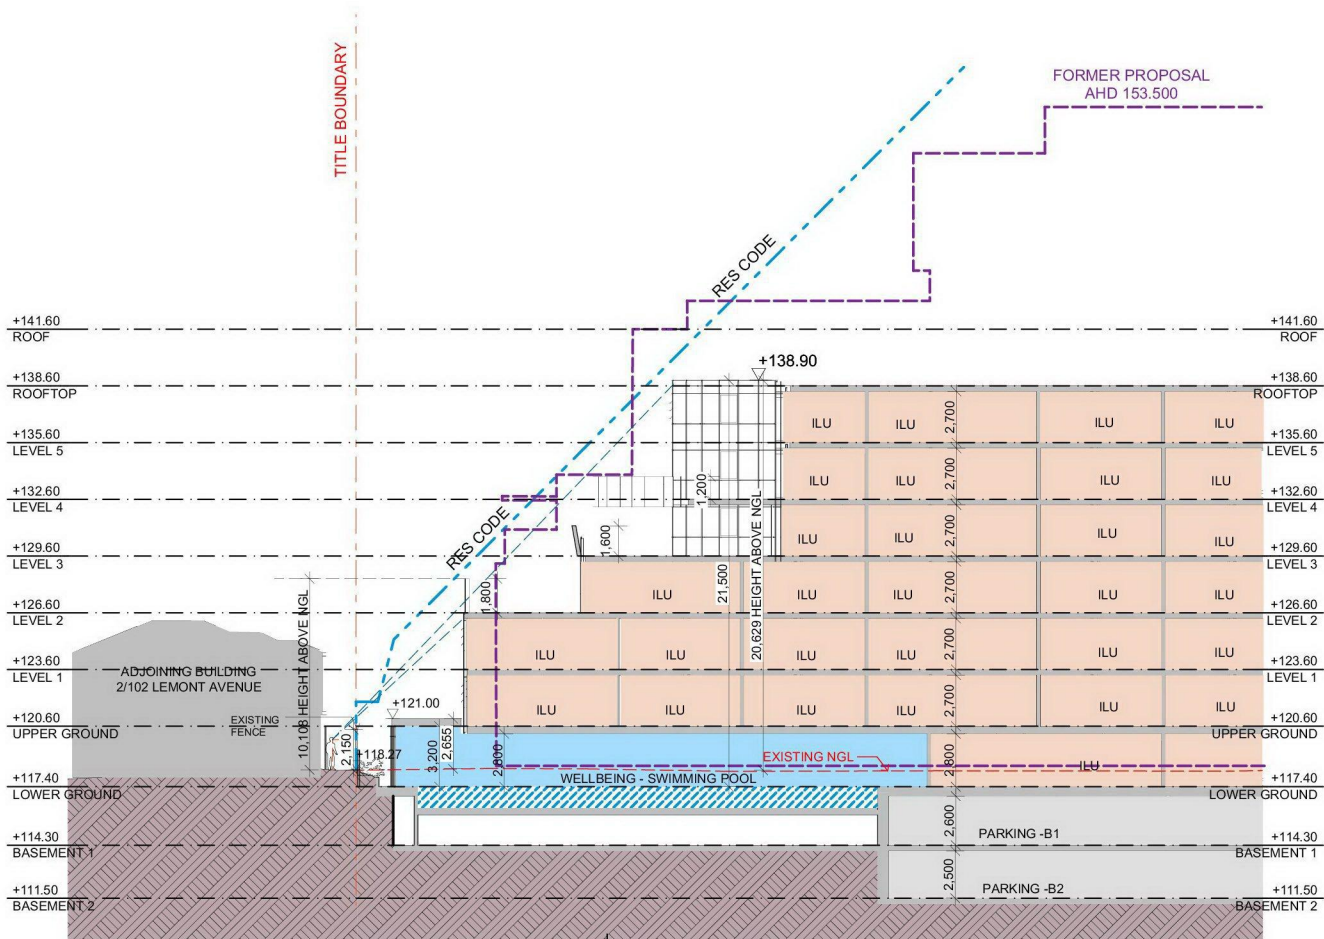 FORMER PROPOSAL
AHD 153.500
TITLE BOUNDARY
RES CODE
+141.60
ROOF
+141.60
ROOF
+138.90
+138.60
ROOFTOP
+138.60
ROOFTOP
ILU
ILU
2,700
ILU
ILU
+135.60
LEVEL 5
+135.60
LEVEL 5
ILU
ILU
2,700
ILU
ILU
1,200
+132.60
LEVEL 4
+132.60
LEVEL 4
RES CODE
1,600
ILU
ILU
2,700
ILU
ILU
+129.60
LEVEL 3
+129.60
LEVEL 3
10,108 HEIGHT ABOVE NGL
1,800
ILU
21,500
20,629 HEIGHT ABOVE NGL
ILU
ILU
2,700
ILU
ILU
+126.60
LEVEL 2
+126.60
LEVEL 2
ILU
ILU
ILU
ILU
2,700
ILU
ILU
+123.60
LEVEL 1
+123.60
LEVEL 1
ADJOINING BUILDING
2/102 LEMONT AVENUE
+121.00
ILU
ILU
ILU
ILU
2,700
ILU
ILU
EXISTING
FENCE
+120.60
UPPER GROUND
+120.60
UPPER GROUND
2,150
+118.27
3,200
2,655
2,800
EXISTING NGL
2,800
ILU
WELLBEING - SWIMMING POOL
+117.40
LOWER GROUND
+117.40
LOWER GROUND
2,600
PARKING -B1
+114.30
BASEMENT 1
+114.30
BASEMENT 1
2,500
PARKING -B2
+111.50
BASEMENT 2
+111.50
BASEMENT 2